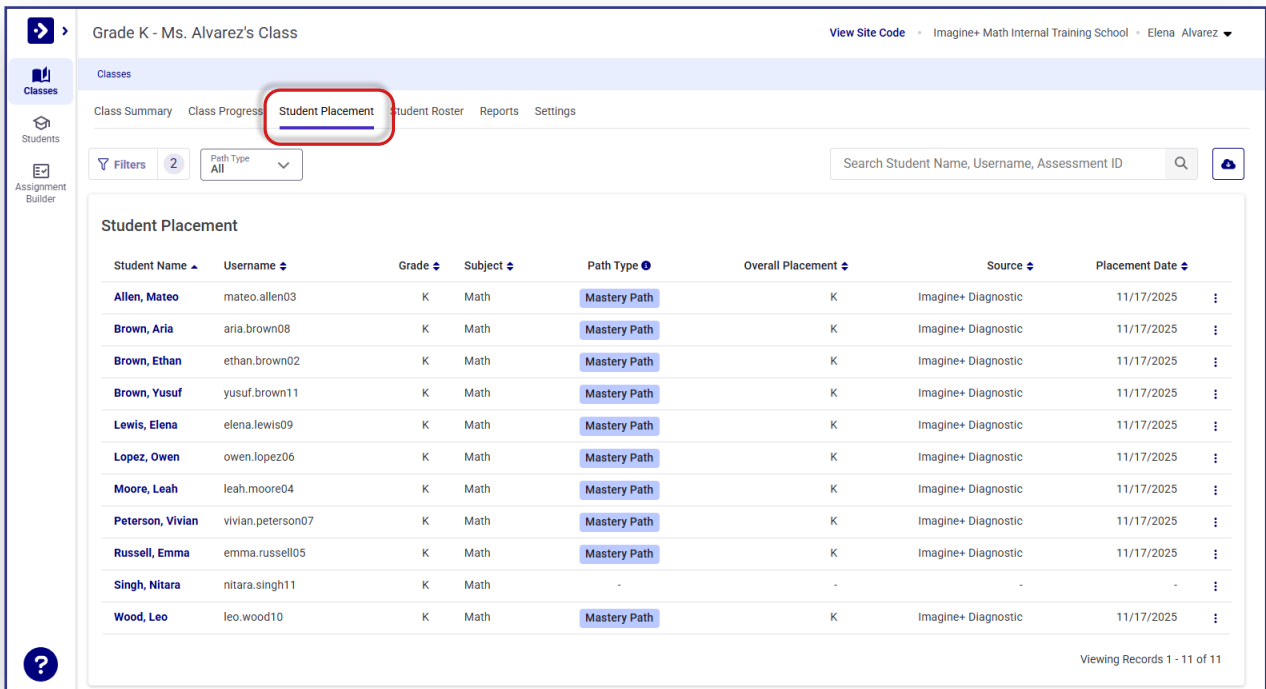 Grade K - Ms. Alvarez's Class
View Site Code Imagine+ Math Internal Training School Elena Alvarez
Classes
Students
Assignment
Builder
Classes
Class Summary Class Progress Student Placement Student Roster Reports Settings
Filters 2 Path Type All Search Student Name, Username, Assessment ID
Student Placement
Student Name Username Grade Subject Path Type Overall Placement Source Placement Date
Allen, Mateo mateo.allen03 K Math Mastery Path K Imagine+ Diagnostic 11/17/2025
Brown, Aria aria.brown08 K Math Mastery Path K Imagine+ Diagnostic 11/17/2025
Brown, Ethan ethan.brown02 K Math Mastery Path K Imagine+ Diagnostic 11/17/2025
Brown, Yusuf yusuf.brown11 K Math Mastery Path K Imagine+ Diagnostic 11/17/2025
Lewis, Elena elena.lewis09 K Math Mastery Path K Imagine+ Diagnostic 11/17/2025
Lopez, Owen owen.lopez06 K Math Mastery Path K Imagine+ Diagnostic 11/17/2025
Moore, Leah leah.moore04 K Math Mastery Path K Imagine+ Diagnostic 11/17/2025
Peterson, Vivian vivian.peterson07 K Math Mastery Path K Imagine+ Diagnostic 11/17/2025
Russell, Emma emma.russell05 K Math Mastery Path K Imagine+ Diagnostic 11/17/2025
Singh, Nitara nitara.singh11 K Math - - - -
Wood, Leo leo.wood10 K Math Mastery Path K Imagine+ Diagnostic 11/17/2025
Viewing Records 1 - 11 of 11
?